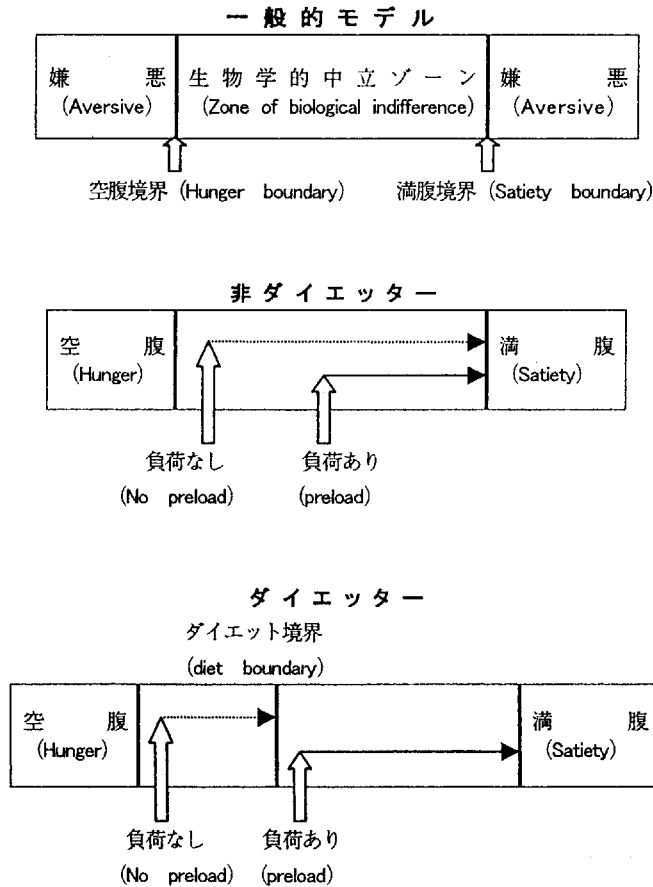 一般的モデル
嫌悪 生物学的中立ゾーン 嫌悪
(Aversive) (Zone of biological indifference) (Aversive)
空腹境界 (Hunger boundary) 満腹境界 (Satiety boundary)
非ダイエッター
空腹 満腹
(Hunger) (Satiety)
負荷なし 負荷あり
(No preload) (preload)
ダイエッター
ダイエット境界
(diet boundary)
空腹 満腹
(Hunger) (Satiety)
負荷なし 負荷あり
(No preload) (preload)